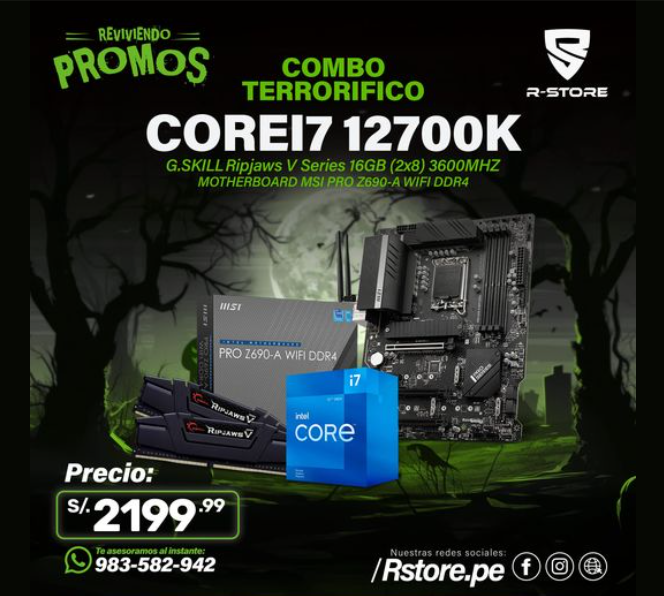 REVIVIENDO
PROMOS
COMBO
TERRORIFICO
R-STORE
COREI7 12700K
G.SKILL Ripjaws V Series 16GB (2x8) 3600MHZ
MOTHERBOARD MSI PRO Z690-A WIFI DDR4
msi
PRO Z690-A WIFI DDR4
i7
intel
CORE
RIPJAWS V
RIPJAWS V
Precio:
S/. 2199.99
Te asesoramos al instante:
983-582-942
Nuestras redes sociales:
/Rstore.pe